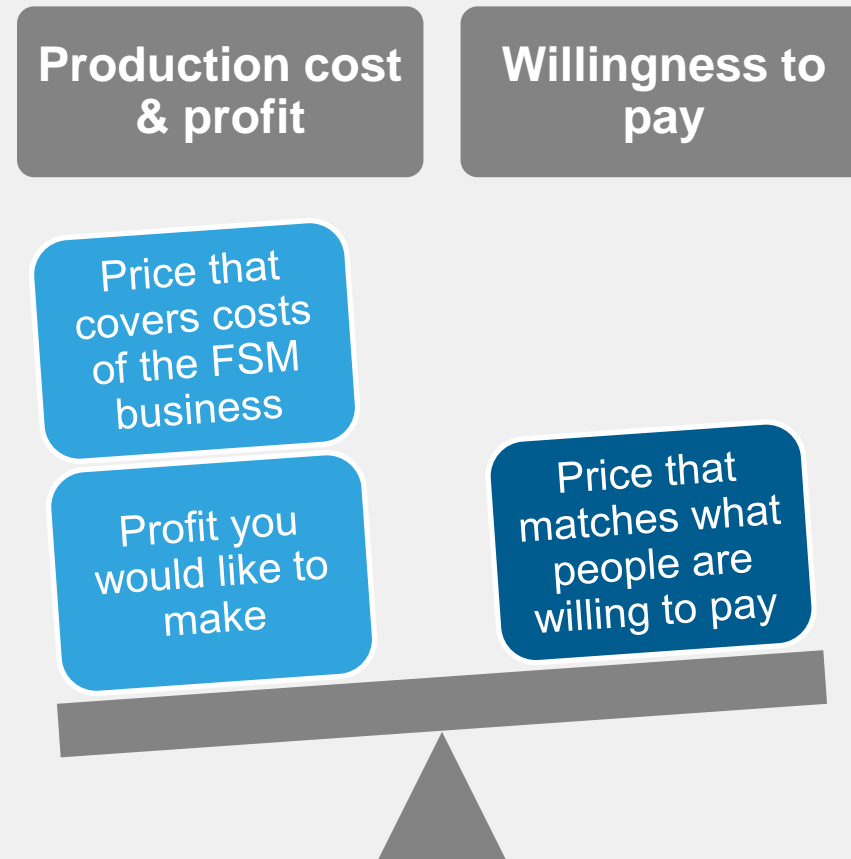 Production cost
& profit
Willingness to
pay
Price that
covers costs
of the FSM
business
Profit you
would like to
make
Price that
matches what
people are
willing to pay